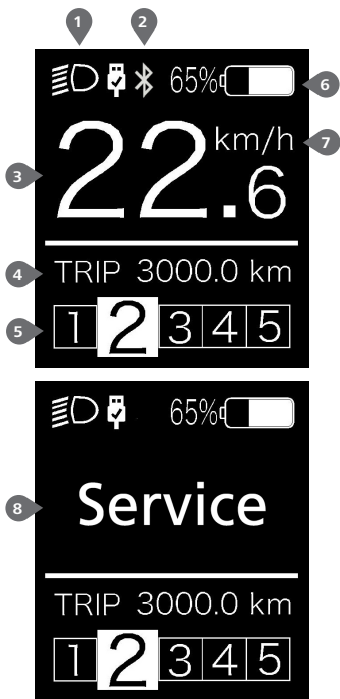 1 2
65% 6
km/h 7
3 22.6
4 TRIP 3000.0 km
5 1 2 3 4 5
65%
8 Service
TRIP 3000.0 km
1 2 3 4 5